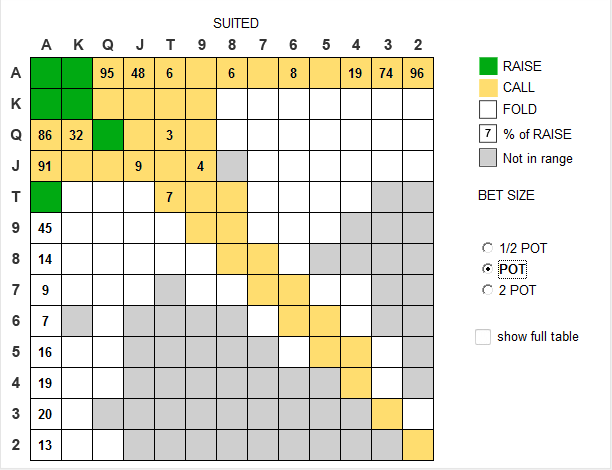 SUITED
A K Q J T 9 8 7 6 5 4 3 2
A 95 48 6 6 8 19 74 96
K
Q 86 32 3
J 91 9 4
T 7
9 45
8 14
7 9
6 7
5 16
4 19
3 20
2 13
RAISE
CALL
FOLD
7 % of RAISE
Not in range
BET SIZE
1/2 POT
POT
2 POT
show full table